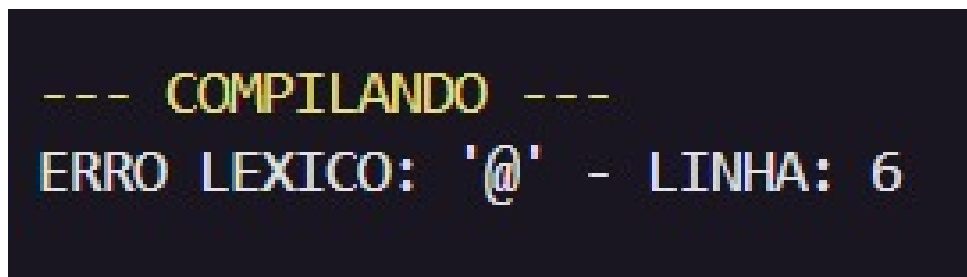 --- COMPILANDO ---
ERRO LEXICO: '@' - LINHA: 6